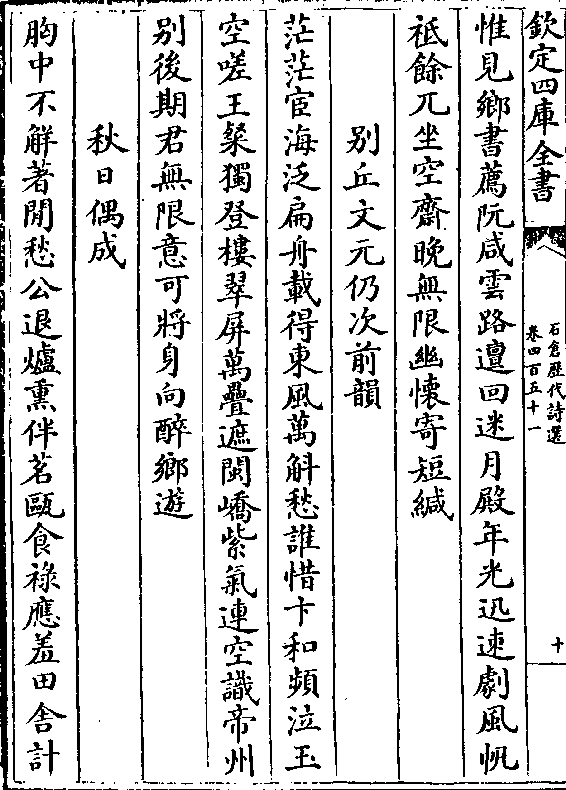 欽定四庫全書
石倉歷代詩選
卷四百五十一
十
惟見鄉書薦阮咸雲路邅回迷月殿年光迅速劇風帆
祗餘兀坐空齋晚無限幽懷寄短緘
别丘文元仍次前韻
茫茫宦海泛扁舟載得東風萬斛愁誰惜卞和頻泣玉
空嗟王粲獨登樓翠屏萬疊遮閩嶠紫氣連空識帝州
别後期君無限意可將身向醉鄉遊
秋日偶成
胸中不解著閒愁公退爐熏伴茗甌食禄應羞田舍計